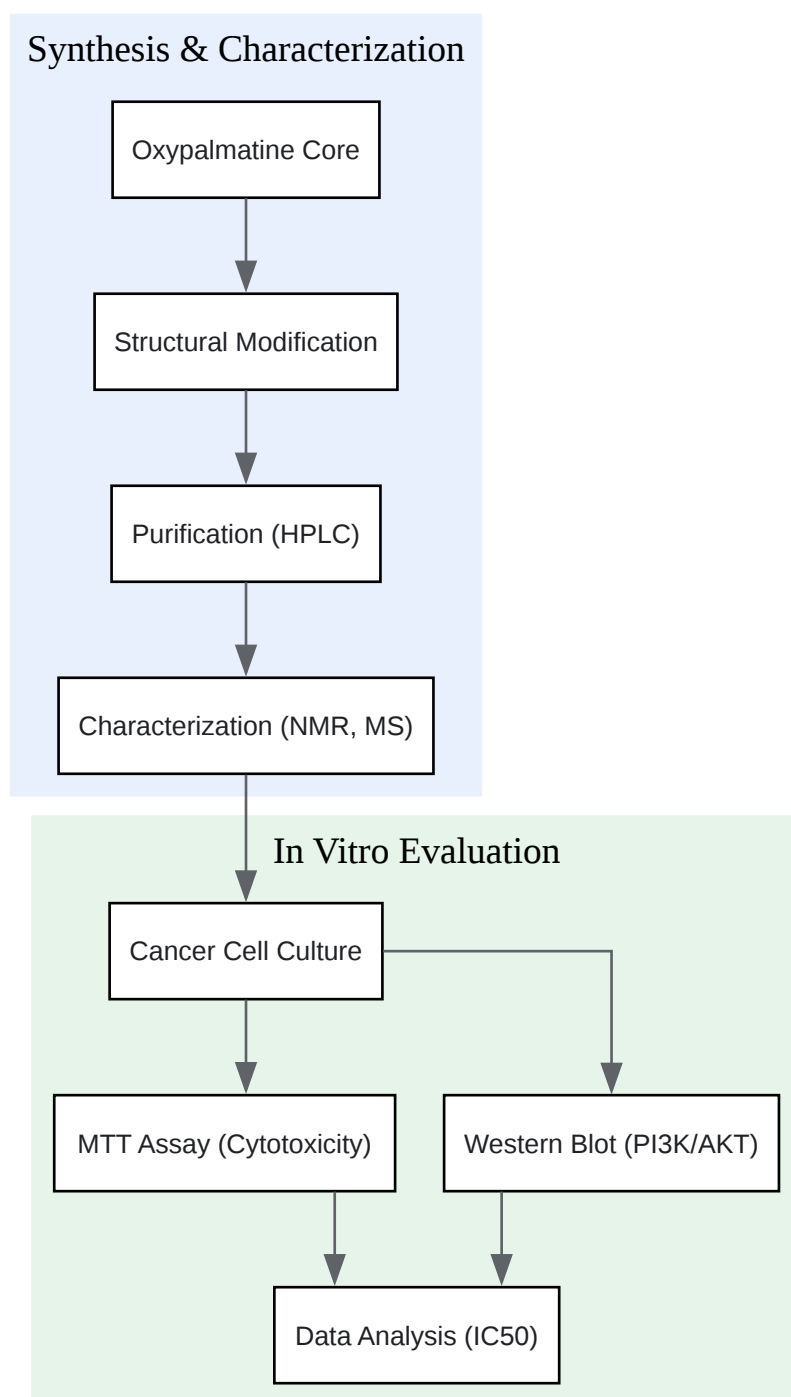 Synthesis & Characterization
Oxypalmatine Core
Structural Modification
Purification (HPLC)
Characterization (NMR, MS)
In Vitro Evaluation
Cancer Cell Culture
MTT Assay (Cytotoxicity)
Western Blot (PI3K/AKT)
Data Analysis (IC50)